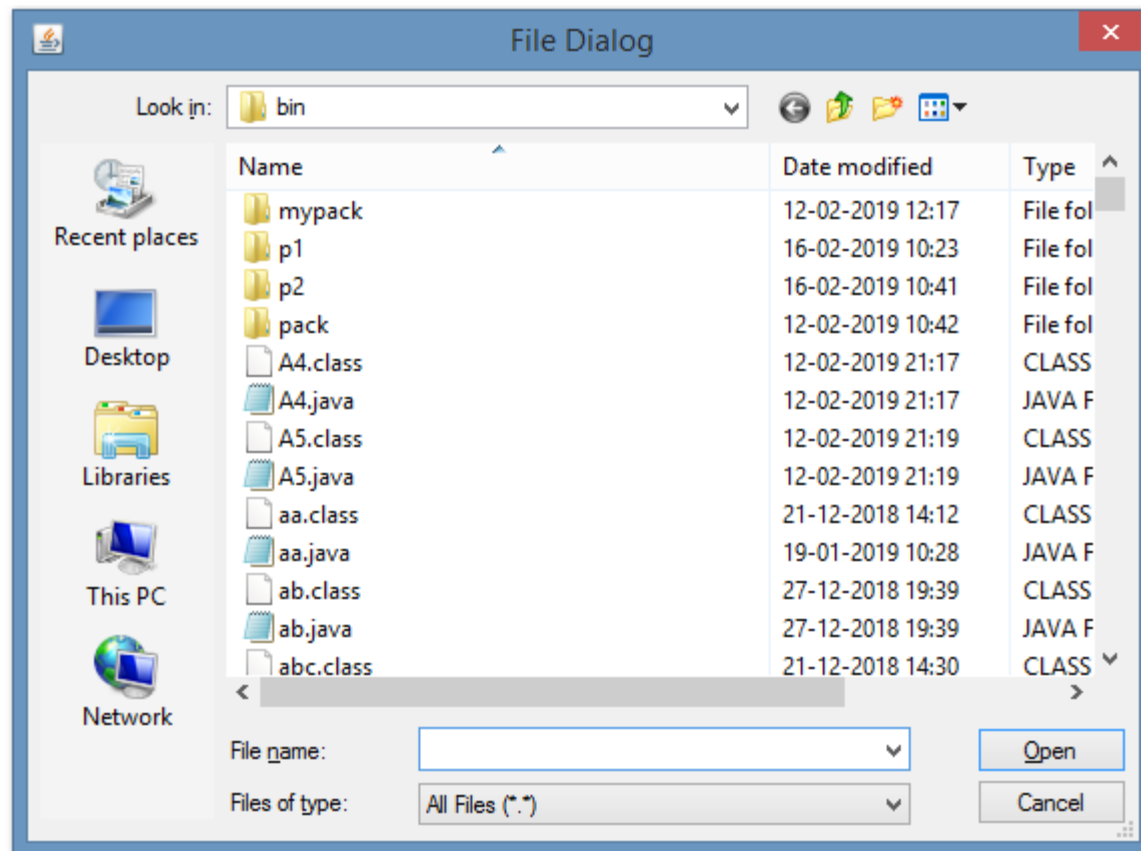 File Dialog
Look in: bin
Name Date modified Type
mypack 12-02-2019 12:17 File fol
p1 16-02-2019 10:23 File fol
p2 16-02-2019 10:41 File fol
pack 12-02-2019 10:42 File fol
A4.class 12-02-2019 21:17 CLASS
A4.java 12-02-2019 21:17 JAVA F
A5.class 12-02-2019 21:19 CLASS
A5.java 12-02-2019 21:19 JAVA F
aa.class 21-12-2018 14:12 CLASS
aa.java 19-01-2019 10:28 JAVA F
ab.class 27-12-2018 19:39 CLASS
ab.java 27-12-2018 19:39 JAVA F
abc.class 21-12-2018 14:30 CLASS
Recent places
Desktop
Libraries
This PC
Network
File name: Open
Files of type: All Files (*.*) Cancel